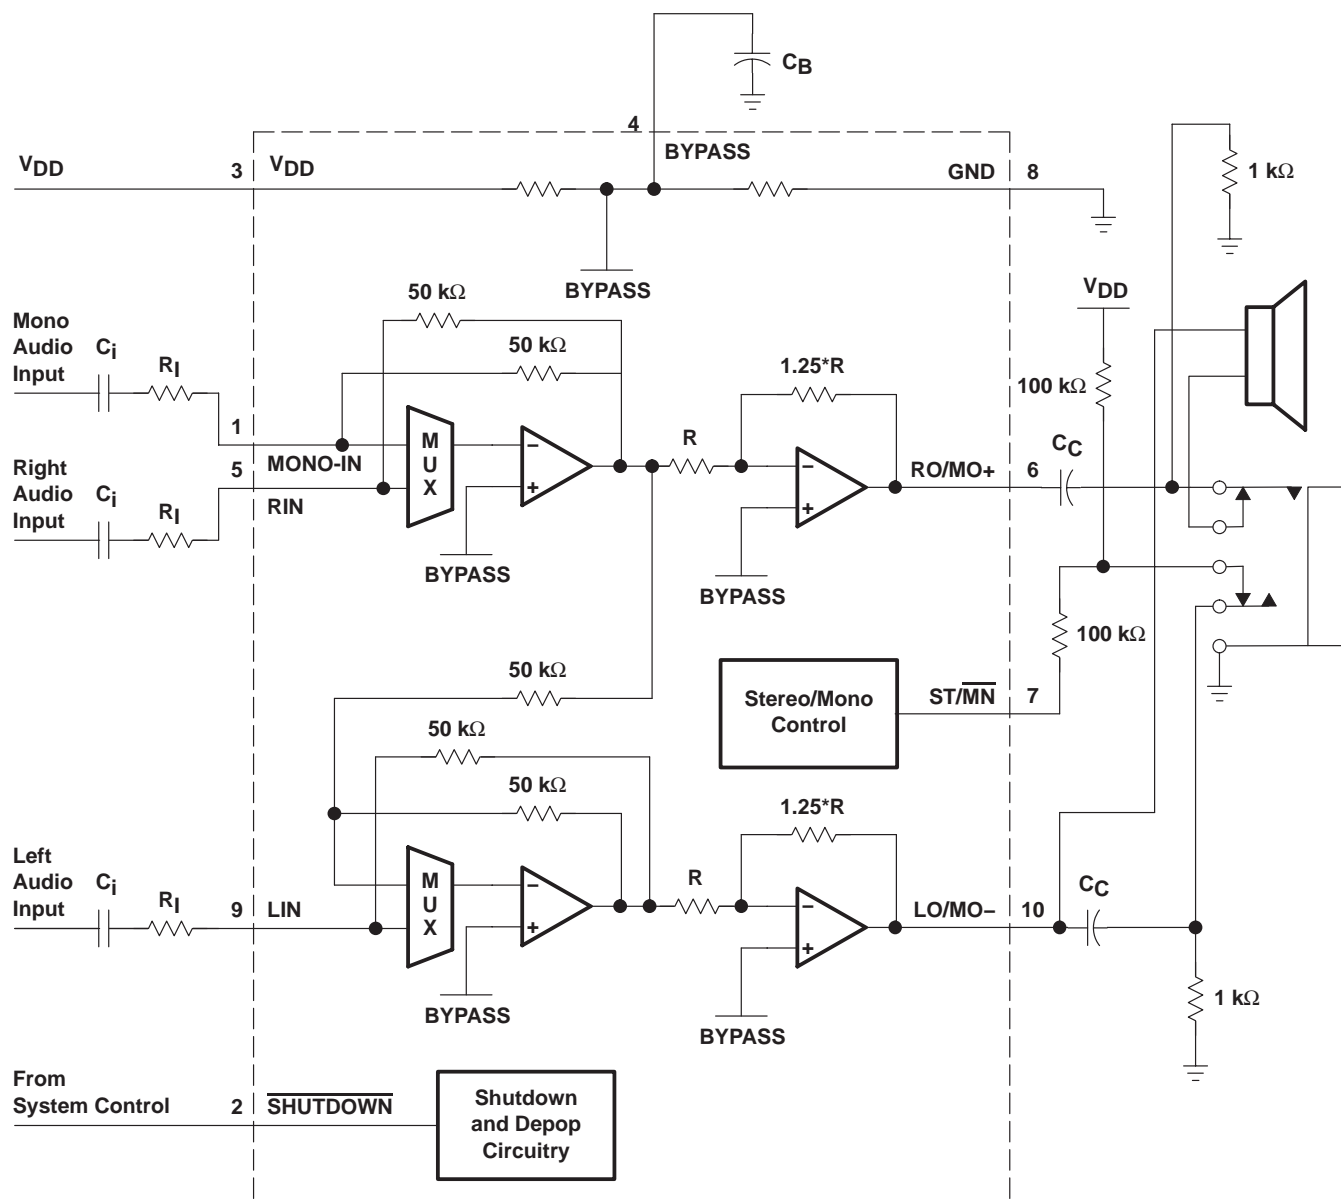 CB
4
BYPASS
VDD
3
VDD
GND
8
1 kΩ
BYPASS
VDD
50 kΩ
50 kΩ
Mono
Audio
Input
Ci
RI
1.25*R
100 kΩ
1
MONO-IN
M
U
X
−
+
R
−
+
RO/MO+
6
CC
Right
Audio
Input
Ci
RI
5
RIN
BYPASS
BYPASS
100 kΩ
50 kΩ
Stereo/Mono
Control
ST/M̅N̅
7
50 kΩ
50 kΩ
1.25*R
Left
Audio
Input
Ci
RI
9
LIN
M
U
X
−
+
R
−
+
LO/MO−
10
CC
BYPASS
BYPASS
1 kΩ
From
System Control
2
S̅H̅U̅T̅D̅O̅W̅N̅
Shutdown
and Depop
Circuitry